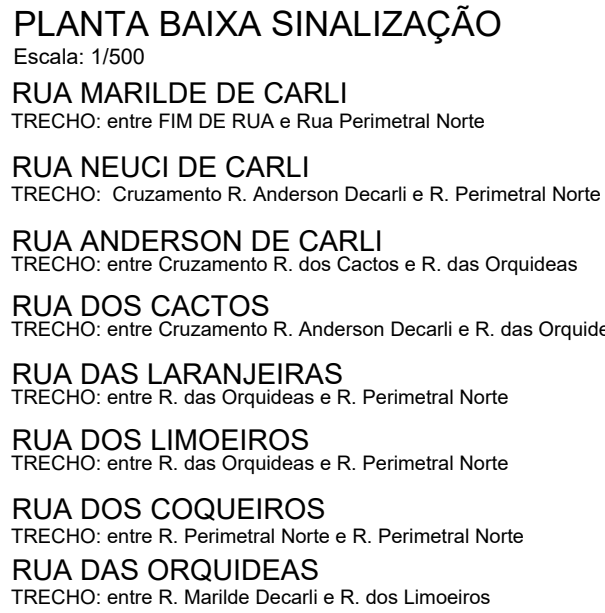 PLANTA BAIXA SINALIZAÇÃO
Escala: 1/500
RUA MARILDE DE CARLI
TRECHO: entre FIM DE RUA e Rua Perimetral Norte
RUA NEUCI DE CARLI
TRECHO: Cruzamento R. Anderson Decarli e R. Perimetral Norte
RUA ANDERSON DE CARLI
TRECHO: entre Cruzamento R. dos Cactos e R. das Orquideas
RUA DOS CACTOS
TRECHO: entre Cruzamento R. Anderson Decarli e R. das
RUA DAS LARANJEIRAS
TRECHO: entre R. das Orquideas e R. Perimetral Norte
RUA DOS LIMOEIROS
TRECHO: entre R. das Orquideas e R. Perimetral Norte
RUA DOS COQUEIROS
TRECHO: entre R. Perimetral Norte e R. Perimetral Norte
RUA DAS ORQUIDEAS
TRECHO: entre R. Marilde Decarli e R. dos Limoeiros